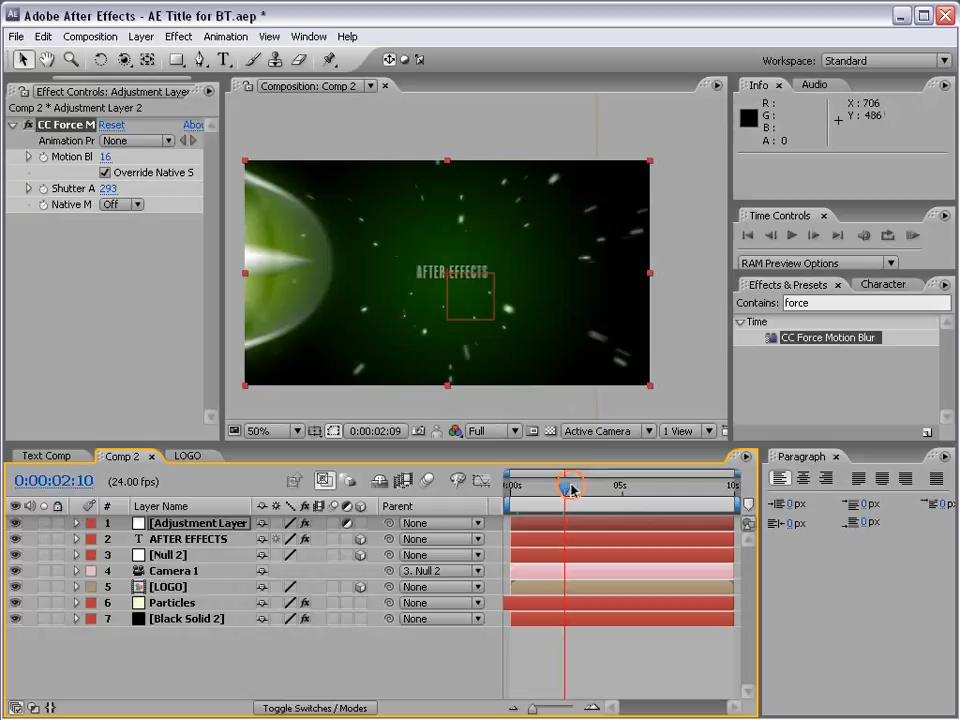 Adobe After Effects - AE Title for BT.aep *
File Edit Composition Layer Effect Animation View Window Help
Workspace: Standard
Effect Controls: Adjustment Laye
Comp 2 * Adjustment Layer 2
CC Force M Reset Abou
Animation Pr None
Motion Bl 16
Override Native S
Shutter A 293
Native M Off
Composition: Comp 2
AFTER EFFECTS
50% 0:00:02:09 Full Active Camera 1 View
Info Audio
R: G: B: A: 0
X: 706
Y: 486
Time Controls
RAM Preview Options
Effects & Presets Character
Contains: force
Time
CC Force Motion Blur
Text Comp Comp 2 LOGO
0:00:02:10 (24.00 fps)
:00s 05s 10s
# Layer Name Parent
1 [Adjustment Layer None
2 T AFTER EFFECTS None
3 [Null 2] None
4 Camera 1 3. Null 2
5 [LOGO] None
6 Particles None
7 [Black Solid 2] None
Toggle Switches / Modes
Paragraph
0 px 0 px 0 p
0 px 0 px